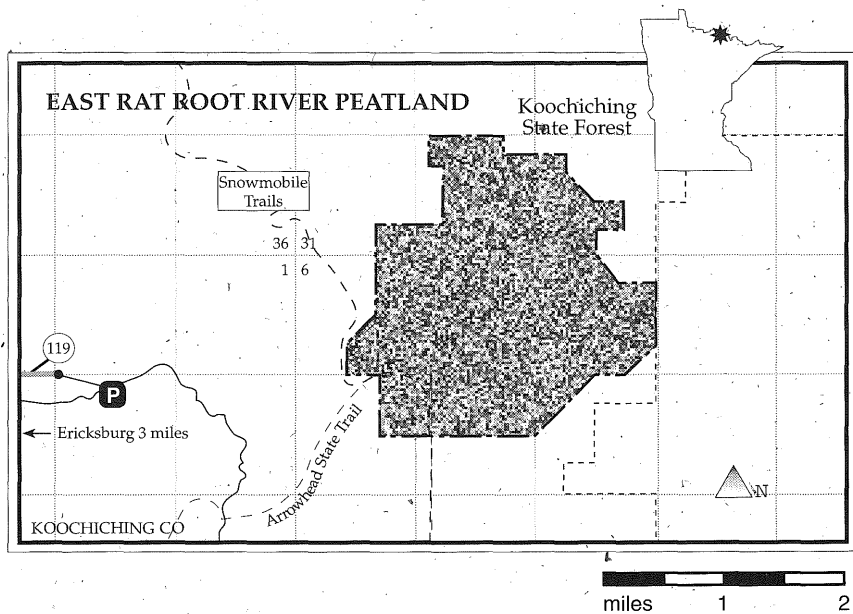 EAST RAT ROOT RIVER PEATLAND
Koochiching
State Forest
Snowmobile
Trails
36 31
1 6
119
P
← Ericksburg 3 miles
Arrowhead State Trail
N
KOOCHICHING CO
miles 1 2